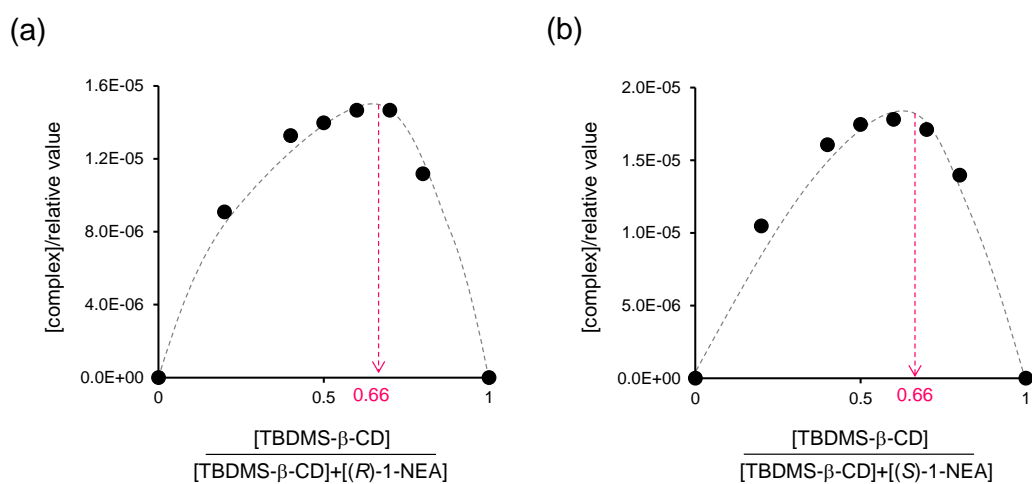 (a)
[complex]/relative value
1.6E-05
1.2E-05
8.0E-06
4.0E-06
0.0E+00
0
0.5
0.66
1
[TBDMS-β-CD]
[TBDMS-β-CD]+[(R)-1-NEA]
(b)
[complex]/relative value
2.0E-05
1.5E-05
1.0E-05
5.0E-06
0.0E+00
0
0.5
0.66
1
[TBDMS-β-CD]
[TBDMS-β-CD]+[(S)-1-NEA]